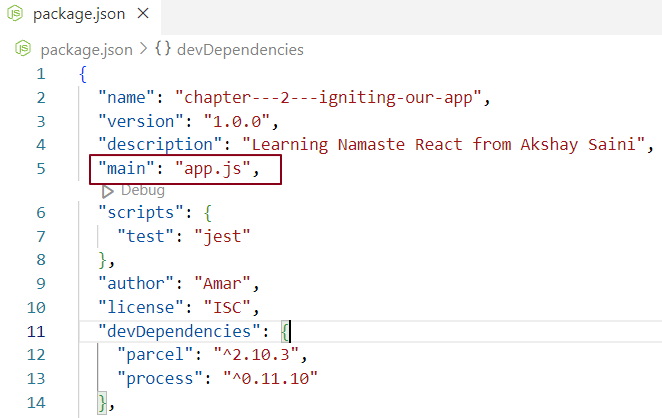 JS package.json ×
JS package.json > {} devDependencies
1 {
2 "name": "chapter---2---igniting-our-app",
3 "version": "1.0.0",
4 "description": "Learning Namaste React from Akshay Saini",
5 "main": "app.js",
Debug
6 "scripts": {
7 "test": "jest"
8 },
9 "author": "Amar",
10 "license": "ISC",
11 "devDependencies": {
12 "parcel": "^2.10.3",
13 "process": "^0.11.10"
14 },